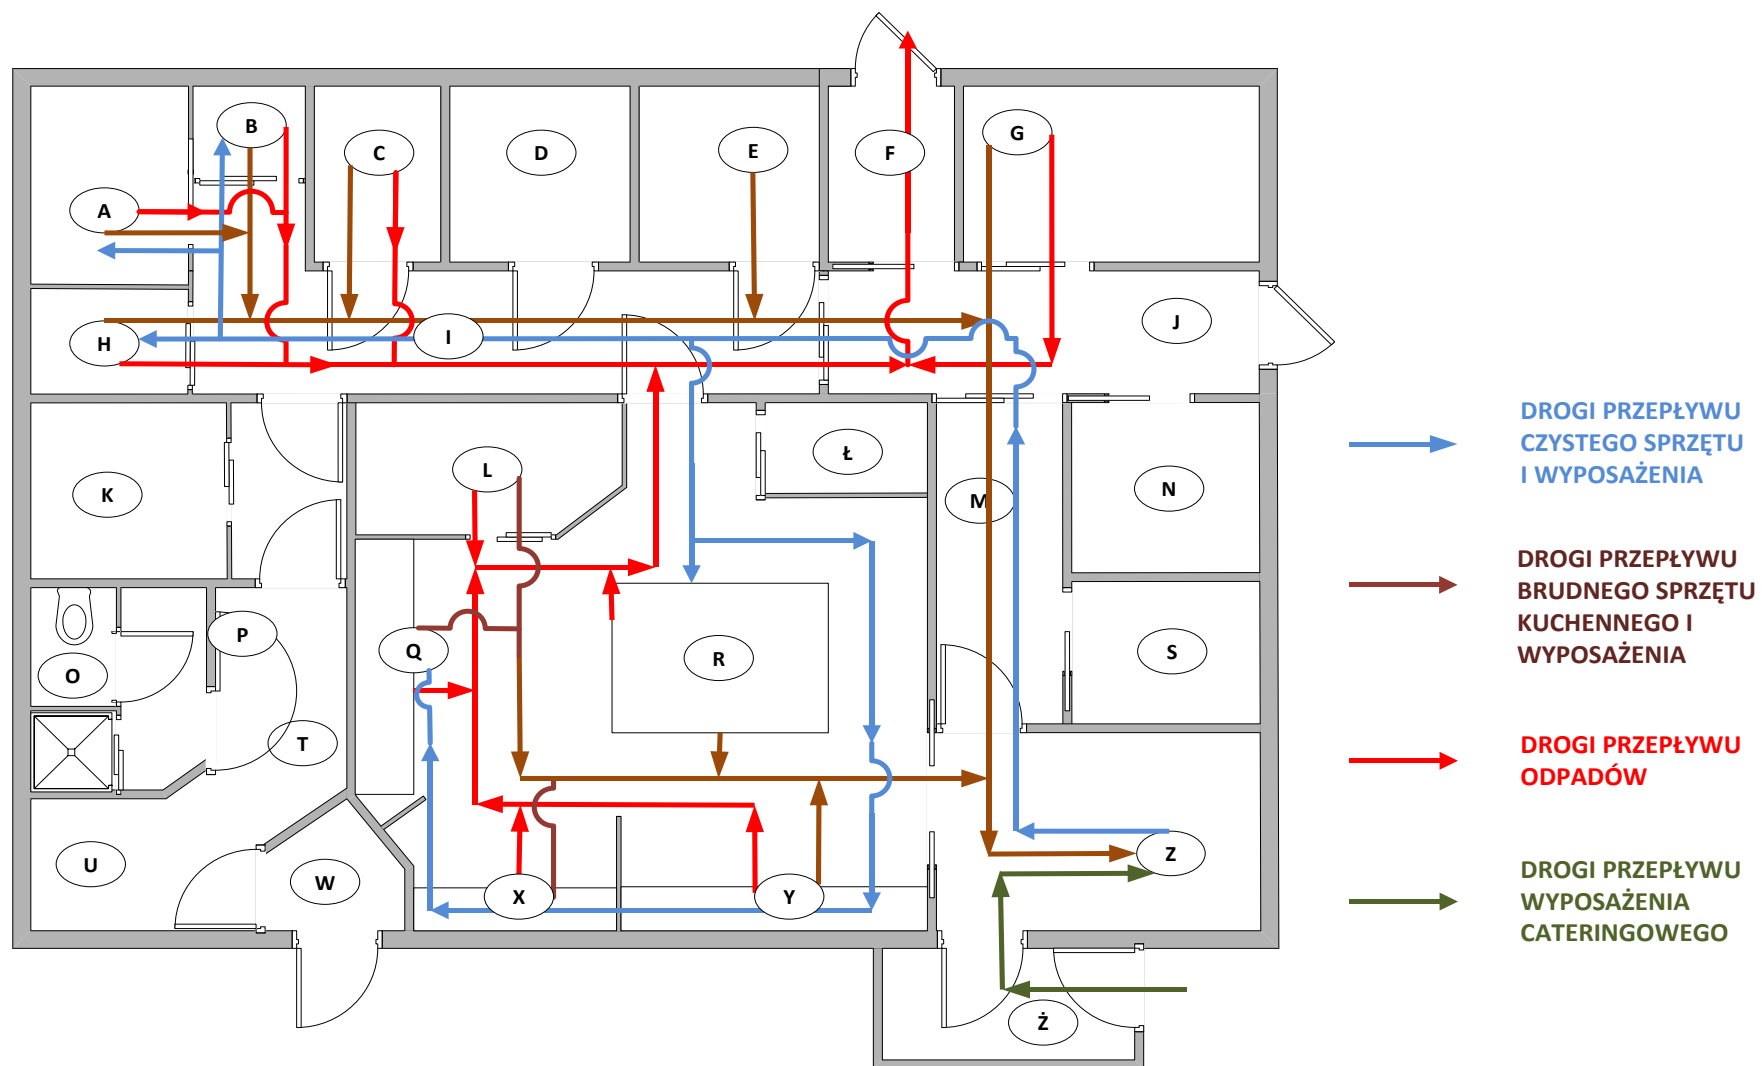 B
C
D
E
F
G
A
H
I
J
K
L
Ł
M
N
O
P
Q
R
S
T
U
W
X
Y
Z
Ż
DROGI PRZEPŁYWU
CZYSTEGO SPRZĘTU
I WYPOSAŻENIA
DROGI PRZEPŁYWU
BRUDNEGO SPRZĘTU
KUCHENNEGO I
WYPOSAŻENIA
DROGI PRZEPŁYWU
ODPADÓW
DROGI PRZEPŁYWU
WYPOSAŻENIA
CATERINGOWEGO